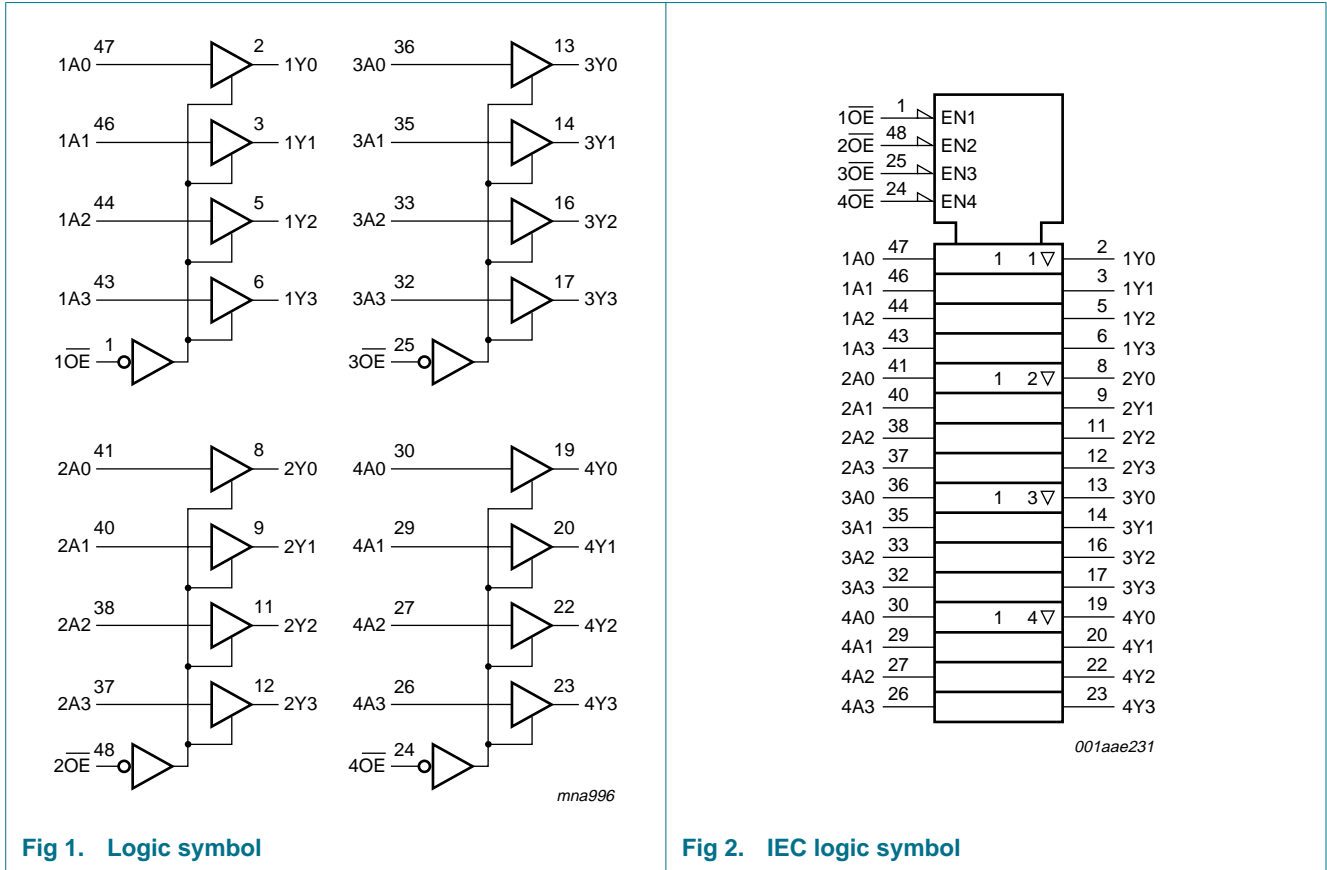 47 2 36 13
1A0 1Y0 3A0 3Y0
46 3 35 14
1A1 1Y1 3A1 3Y1
44 5 33 16
1A2 1Y2 3A2 3Y2
43 6 32 17
1A3 1Y3 3A3 3Y3
1 25
1O̅E̅ 3O̅E̅
41 8 30 19
2A0 2Y0 4A0 4Y0
40 9 29 20
2A1 2Y1 4A1 4Y1
38 11 27 22
2A2 2Y2 4A2 4Y2
37 12 26 23
2A3 2Y3 4A3 4Y3
48 24
2O̅E̅ 4O̅E̅
mna996
Fig 1. Logic symbol
1O̅E̅ 1 EN1
2O̅E̅ 48 EN2
3O̅E̅ 25 EN3
4O̅E̅ 24 EN4
1A0 47 1 1▽ 2 1Y0
1A1 46 3 1Y1
1A2 44 5 1Y2
1A3 43 6 1Y3
2A0 41 1 2▽ 8 2Y0
2A1 40 9 2Y1
2A2 38 11 2Y2
2A3 37 12 2Y3
3A0 36 1 3▽ 13 3Y0
3A1 35 14 3Y1
3A2 33 16 3Y2
3A3 32 17 3Y3
4A0 30 1 4▽ 19 4Y0
4A1 29 20 4Y1
4A2 27 22 4Y2
4A3 26 23 4Y3
001aae231
Fig 2. IEC logic symbol